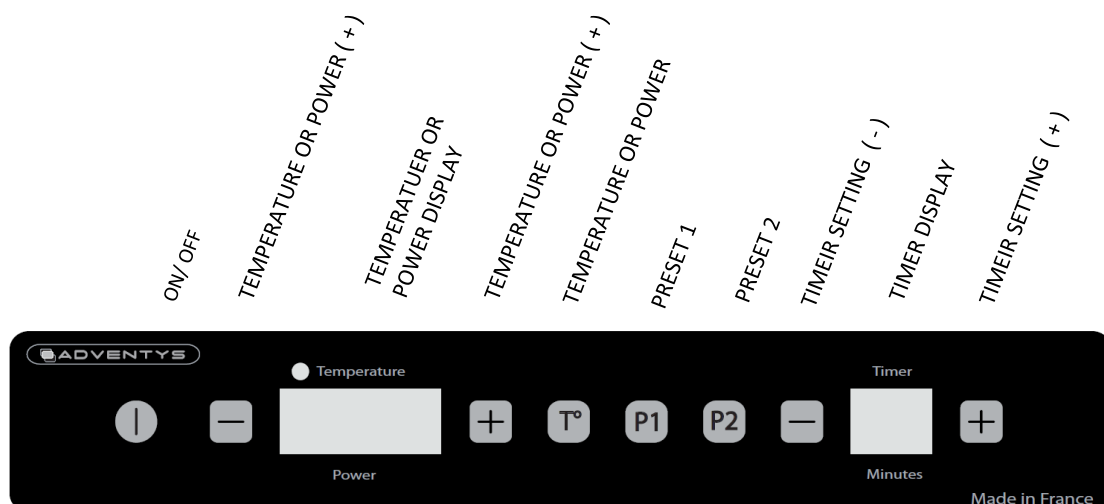 ON/ OFF
TEMPERATURE OR POWER ( + )
TEMPERATUER OR
POWER DISPLAY
TEMPERATURE OR POWER ( + )
TEMPERATURE OR POWER
PRESET 1
PRESET 2
TIMEIR SETTING ( - )
TIMER DISPLAY
TIMEIR SETTING ( + )
ADVENTYS
Temperature
Timer
T°
P1
P2
Power
Minutes
Made in France